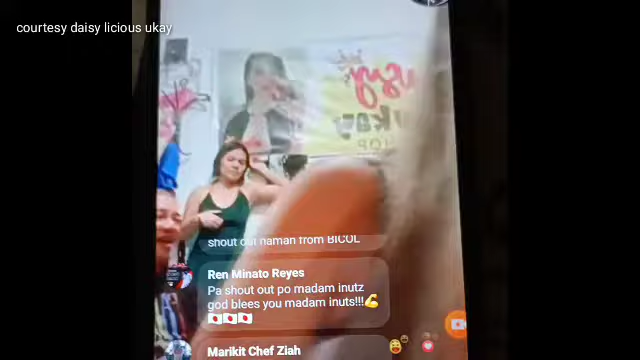 courtesy daisy licious ukay
shout out naman from BICOL
Ren Minato Reyes
Pa shout out po madam inutz
god blees you madam inuts!!!💪
🇯🇵🇯🇵🇯🇵
Marikit Chef Ziah